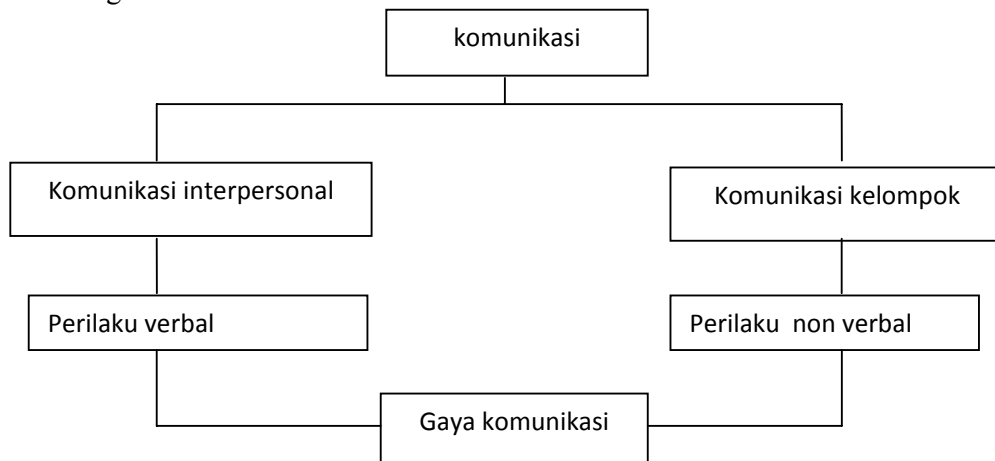 komunikasi
Komunikasi interpersonal
Komunikasi kelompok
Perilaku verbal
Perilaku  non verbal
Gaya komunikasi